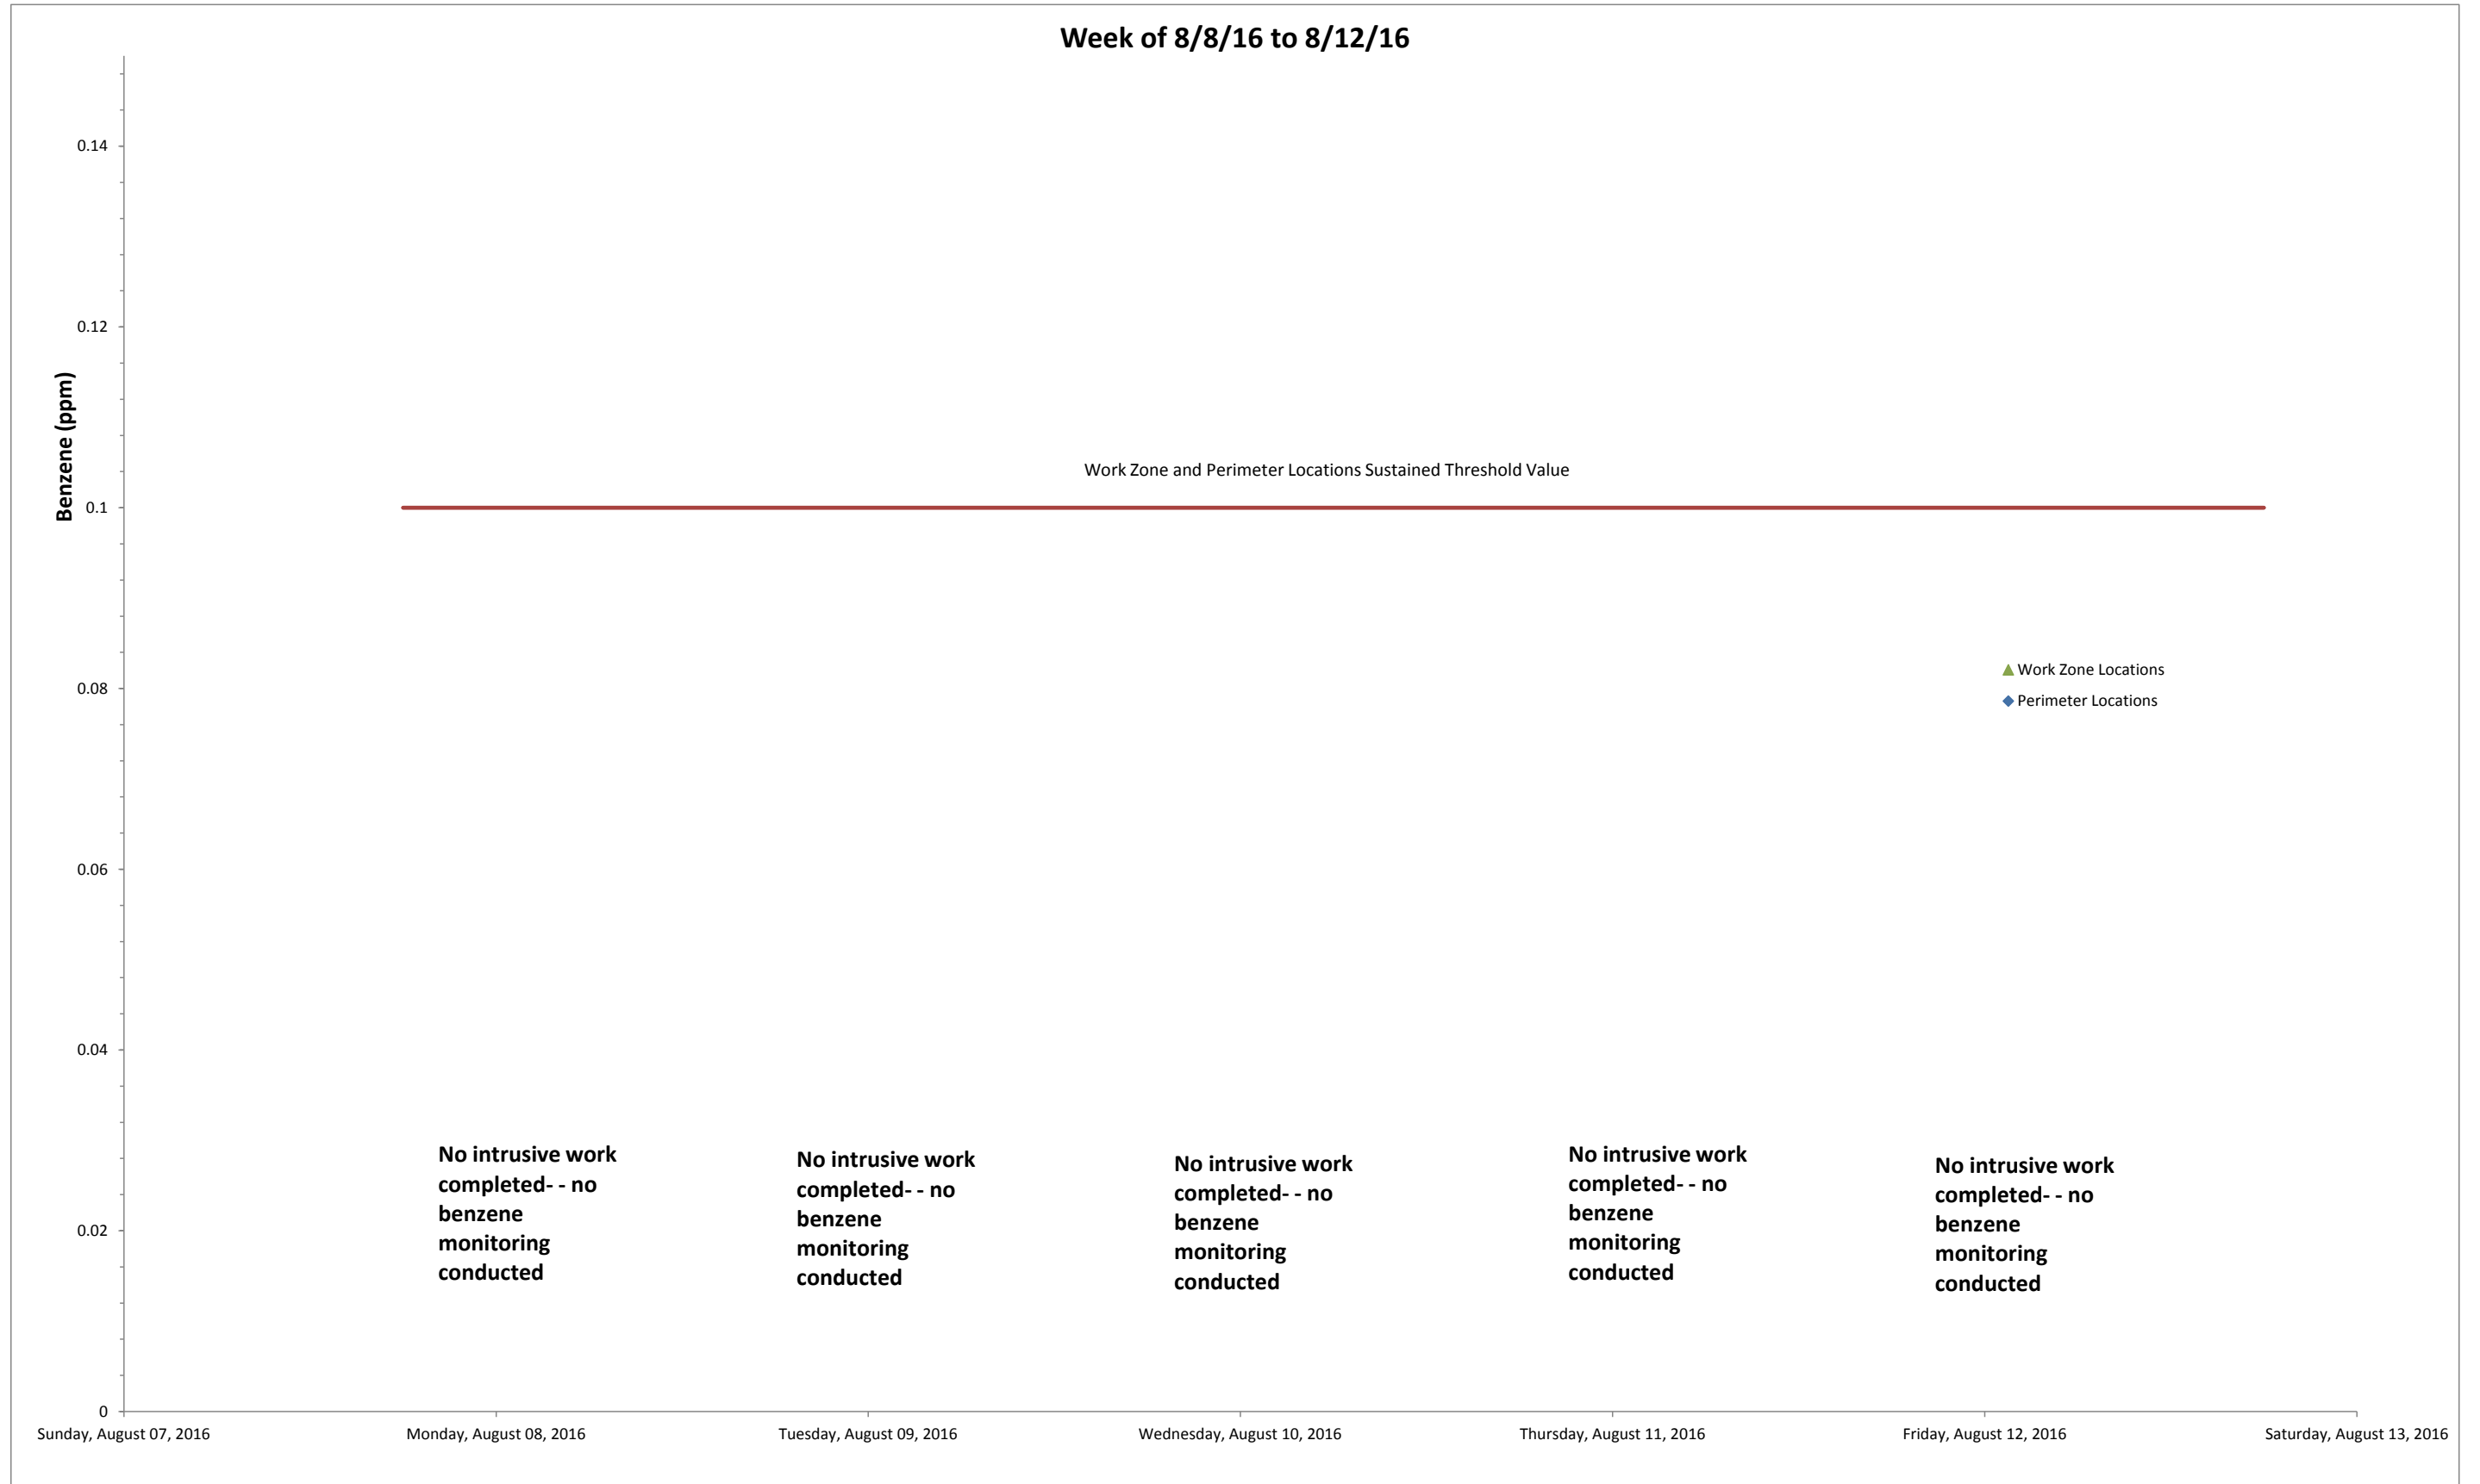 Week of 8/8/16 to 8/12/16
Benzene (ppm)
0.14
0.12
0.1
0.08
0.06
0.04
0.02
0
Work Zone and Perimeter Locations Sustained Threshold Value
Work Zone Locations
Perimeter Locations
No intrusive work
completed- - no
benzene
monitoring
conducted
No intrusive work
completed- - no
benzene
monitoring
conducted
No intrusive work
completed- - no
benzene
monitoring
conducted
No intrusive work
completed- - no
benzene
monitoring
conducted
No intrusive work
completed- - no
benzene
monitoring
conducted
Sunday, August 07, 2016
Monday, August 08, 2016
Tuesday, August 09, 2016
Wednesday, August 10, 2016
Thursday, August 11, 2016
Friday, August 12, 2016
Saturday, August 13, 2016